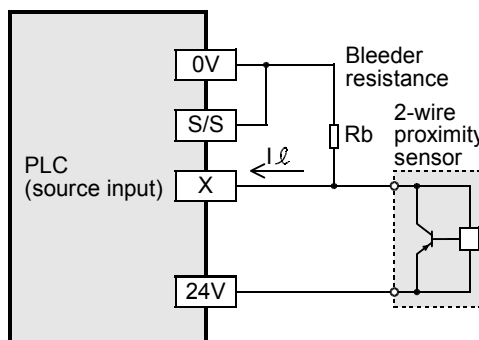 0V
Bleeder
resistance
S/S
2-wire
proximity
sensor
Rb
PLC
(source input)
Iℓ
X
24V